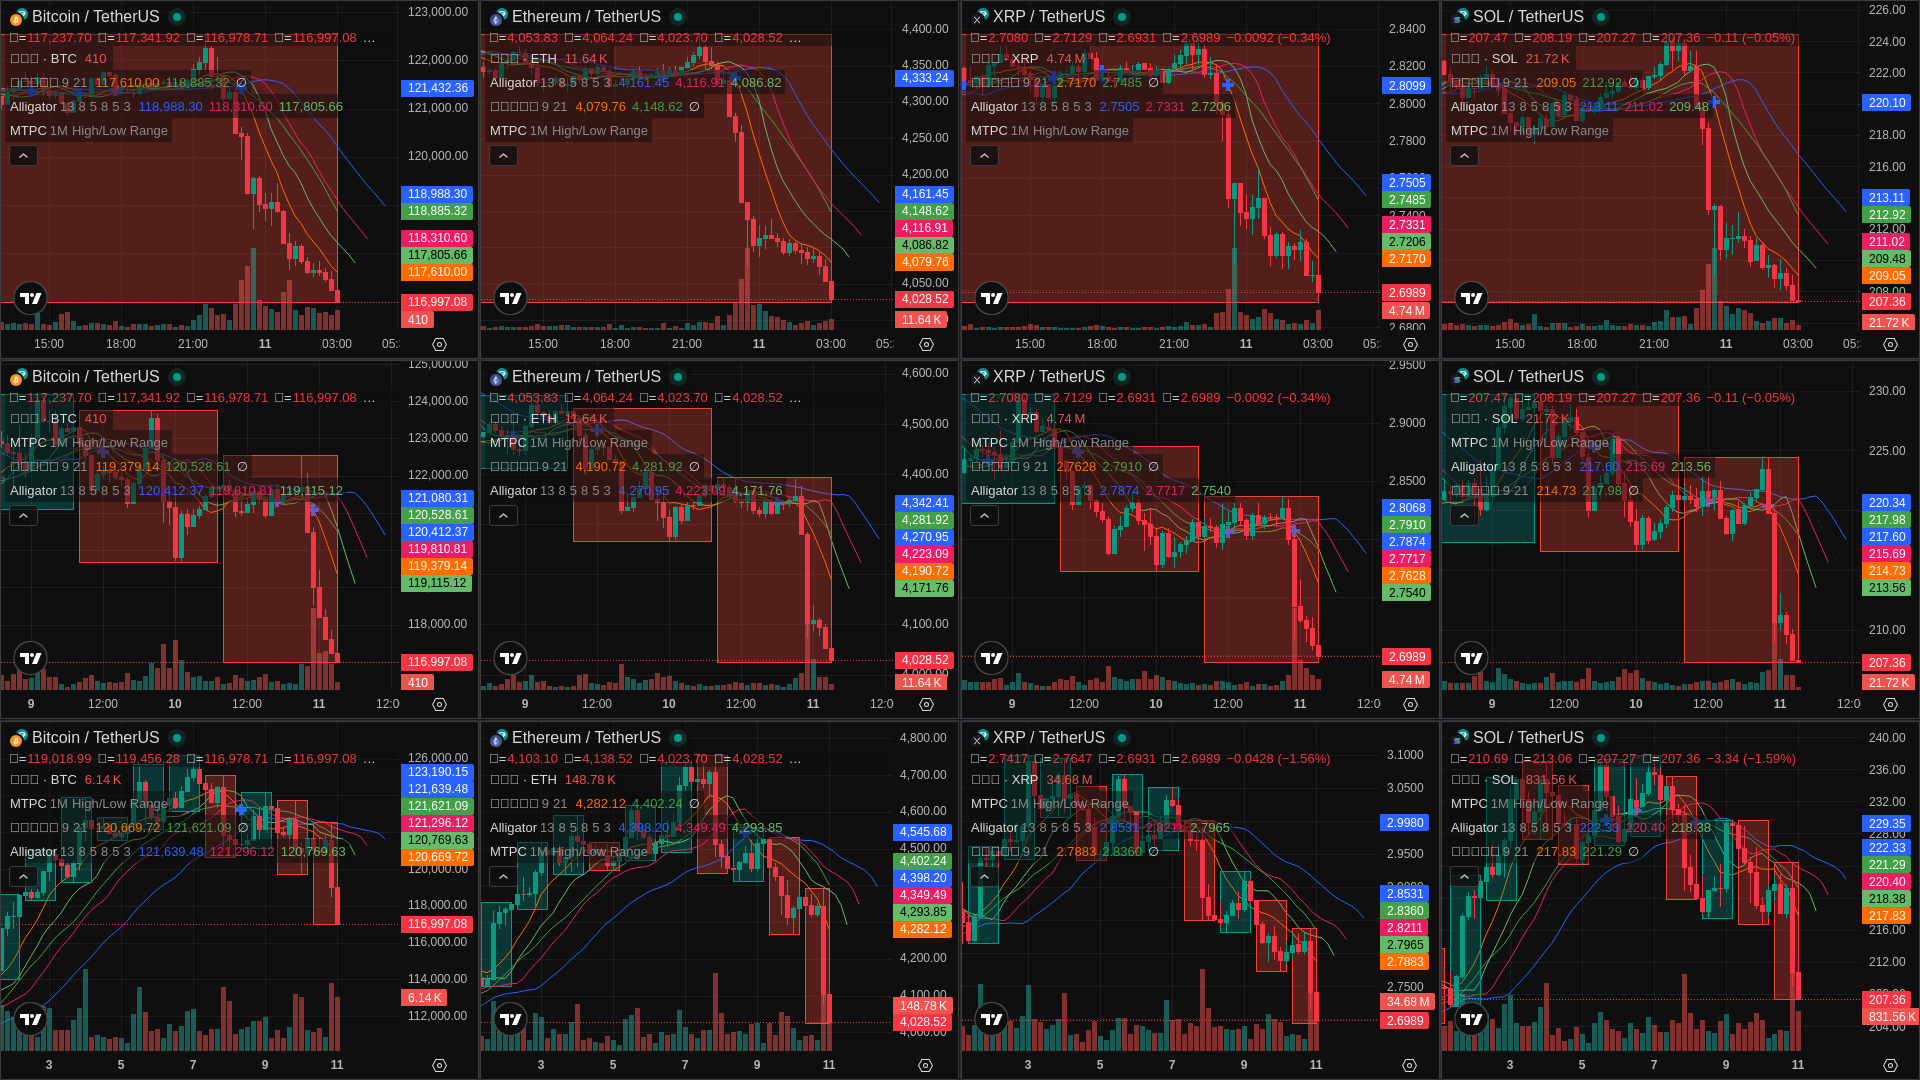 Bitcoin / TetherUS
□=117,237.70 □=117,341.92 □=116,978.71 □=116,997.08 …
□□□ · BTC 410
□□□□□ 9 21 117,610.00 118,885.32 ∅
Alligator 13 8 5 8 5 3 118,988.30 118,310.60 117,805.66
MTPC 1M High/Low Range
123,000.00
122,000.00
121,432.36
121,000.00
120,000.00
118,988.30
118,885.32
118,310.60
117,805.66
117,610.00
116,997.08
410
15:00 18:00 21:00 11 03:00 05:
Ethereum / TetherUS
□=4,053.83 □=4,064.24 □=4,023.70 □=4,028.52 …
□□□ · ETH 11.64 K
Alligator 13 8 5 8 5 3 4,161.45 4,116.91 4,086.82
□□□□□ 9 21 4,079.76 4,148.62 ∅
MTPC 1M High/Low Range
4,400.00
4,350.00
4,333.24
4,300.00
4,250.00
4,200.00
4,161.45
4,148.62
4,116.91
4,086.82
4,079.76
4,050.00
4,028.52
11.64 K
15:00 18:00 21:00 11 03:00 05:
XRP / TetherUS
□=2.7080 □=2.7129 □=2.6931 □=2.6989 −0.0092 (−0.34%)
□□□ · XRP 4.74 M
□□□□□ 9 21 2.7170 2.7485 ∅
Alligator 13 8 5 8 5 3 2.7505 2.7331 2.7206
MTPC 1M High/Low Range
2.8400
2.8200
2.8099
2.8000
2.7800
2.7505
2.7485
2.7400
2.7331
2.7206
2.7170
2.6989
4.74 M
2.6800
15:00 18:00 21:00 11 03:00 05:
SOL / TetherUS
□=207.47 □=208.19 □=207.27 □=207.36 −0.11 (−0.05%)
□□□ · SOL 21.72 K
□□□□□ 9 21 209.05 212.92 ∅
Alligator 13 8 5 8 5 3 213.11 211.02 209.48
MTPC 1M High/Low Range
226.00
224.00
222.00
220.10
218.00
216.00
213.11
212.92
212.00
211.02
209.48
209.05
208.00
207.36
21.72 K
15:00 18:00 21:00 11 03:00 05:
Bitcoin / TetherUS
□=117,237.70 □=117,341.92 □=116,978.71 □=116,997.08 …
□□□ · BTC 410
MTPC 1M High/Low Range
□□□□□ 9 21 119,379.14 120,528.61 ∅
Alligator 13 8 5 8 5 3 120,412.37 119,810.81 119,115.12
125,000.00
124,000.00
123,000.00
122,000.00
121,080.31
120,528.61
120,412.37
119,810.81
119,379.14
119,115.12
118,000.00
116,997.08
410
9 12:00 10 12:00 11 12:0
Ethereum / TetherUS
□=4,053.83 □=4,064.24 □=4,023.70 □=4,028.52 …
□□□ · ETH 11.64 K
MTPC 1M High/Low Range
□□□□□ 9 21 4,190.72 4,281.92 ∅
Alligator 13 8 5 8 5 3 4,270.95 4,223.09 4,171.76
4,600.00
4,500.00
4,400.00
4,342.41
4,281.92
4,270.95
4,223.09
4,190.72
4,171.76
4,100.00
4,028.52
11.64 K
9 12:00 10 12:00 11 12:0
XRP / TetherUS
□=2.7080 □=2.7129 □=2.6931 □=2.6989 −0.0092 (−0.34%)
□□□ · XRP 4.74 M
MTPC 1M High/Low Range
□□□□□ 9 21 2.7628 2.7910 ∅
Alligator 13 8 5 8 5 3 2.7874 2.7717 2.7540
2.9500
2.9000
2.8500
2.8068
2.7910
2.7874
2.7717
2.7628
2.7540
2.6989
4.74 M
9 12:00 10 12:00 11 12:0
SOL / TetherUS
□=207.47 □=208.19 □=207.27 □=207.36 −0.11 (−0.05%)
□□□ · SOL 21.72 K
MTPC 1M High/Low Range
Alligator 13 8 5 8 5 3 217.60 215.69 213.56
□□□□□ 9 21 214.73 217.98 ∅
230.00
225.00
220.34
217.98
217.60
215.69
214.73
213.56
210.00
207.36
21.72 K
9 12:00 10 12:00 11 12:0
Bitcoin / TetherUS
□=119,018.99 □=119,456.28 □=116,978.71 □=116,997.08 …
□□□ · BTC 6.14 K
MTPC 1M High/Low Range
□□□□□ 9 21 120,669.72 121,621.09 ∅
Alligator 13 8 5 8 5 3 121,639.48 121,296.12 120,769.63
126,000.00
123,190.15
121,639.48
121,621.09
121,296.12
120,769.63
120,669.72
120,000.00
118,000.00
116,997.08
116,000.00
114,000.00
6.14 K
112,000.00
3 5 7 9 11
Ethereum / TetherUS
□=4,103.10 □=4,138.52 □=4,023.70 □=4,028.52 …
□□□ · ETH 148.78 K
□□□□□ 9 21 4,282.12 4,402.24 ∅
Alligator 13 8 5 8 5 3 4,398.20 4,349.49 4,293.85
MTPC 1M High/Low Range
4,800.00
4,700.00
4,600.00
4,545.68
4,500.00
4,402.24
4,398.20
4,349.49
4,293.85
4,282.12
4,200.00
4,100.00
148.78 K
4,028.52
4,000.00
3 5 7 9 11
XRP / TetherUS
□=2.7417 □=2.7647 □=2.6931 □=2.6989 −0.0428 (−1.56%)
□□□ · XRP 34.68 M
MTPC 1M High/Low Range
Alligator 13 8 5 8 5 3 2.8531 2.8211 2.7965
□□□□□ 9 21 2.7883 2.8360 ∅
3.1000
3.0500
2.9980
2.9500
2.8531
2.8360
2.8211
2.7965
2.7883
2.7500
34.68 M
2.6989
3 5 7 9 11
SOL / TetherUS
□=210.69 □=213.06 □=207.27 □=207.36 −3.34 (−1.59%)
□□□ · SOL 831.56 K
MTPC 1M High/Low Range
Alligator 13 8 5 8 5 3 222.33 220.40 218.38
□□□□□ 9 21 217.83 221.29 ∅
240.00
236.00
232.00
229.35
228.00
222.33
221.29
220.40
218.38
217.83
216.00
212.00
207.36
831.56 K
204.00
3 5 7 9 11